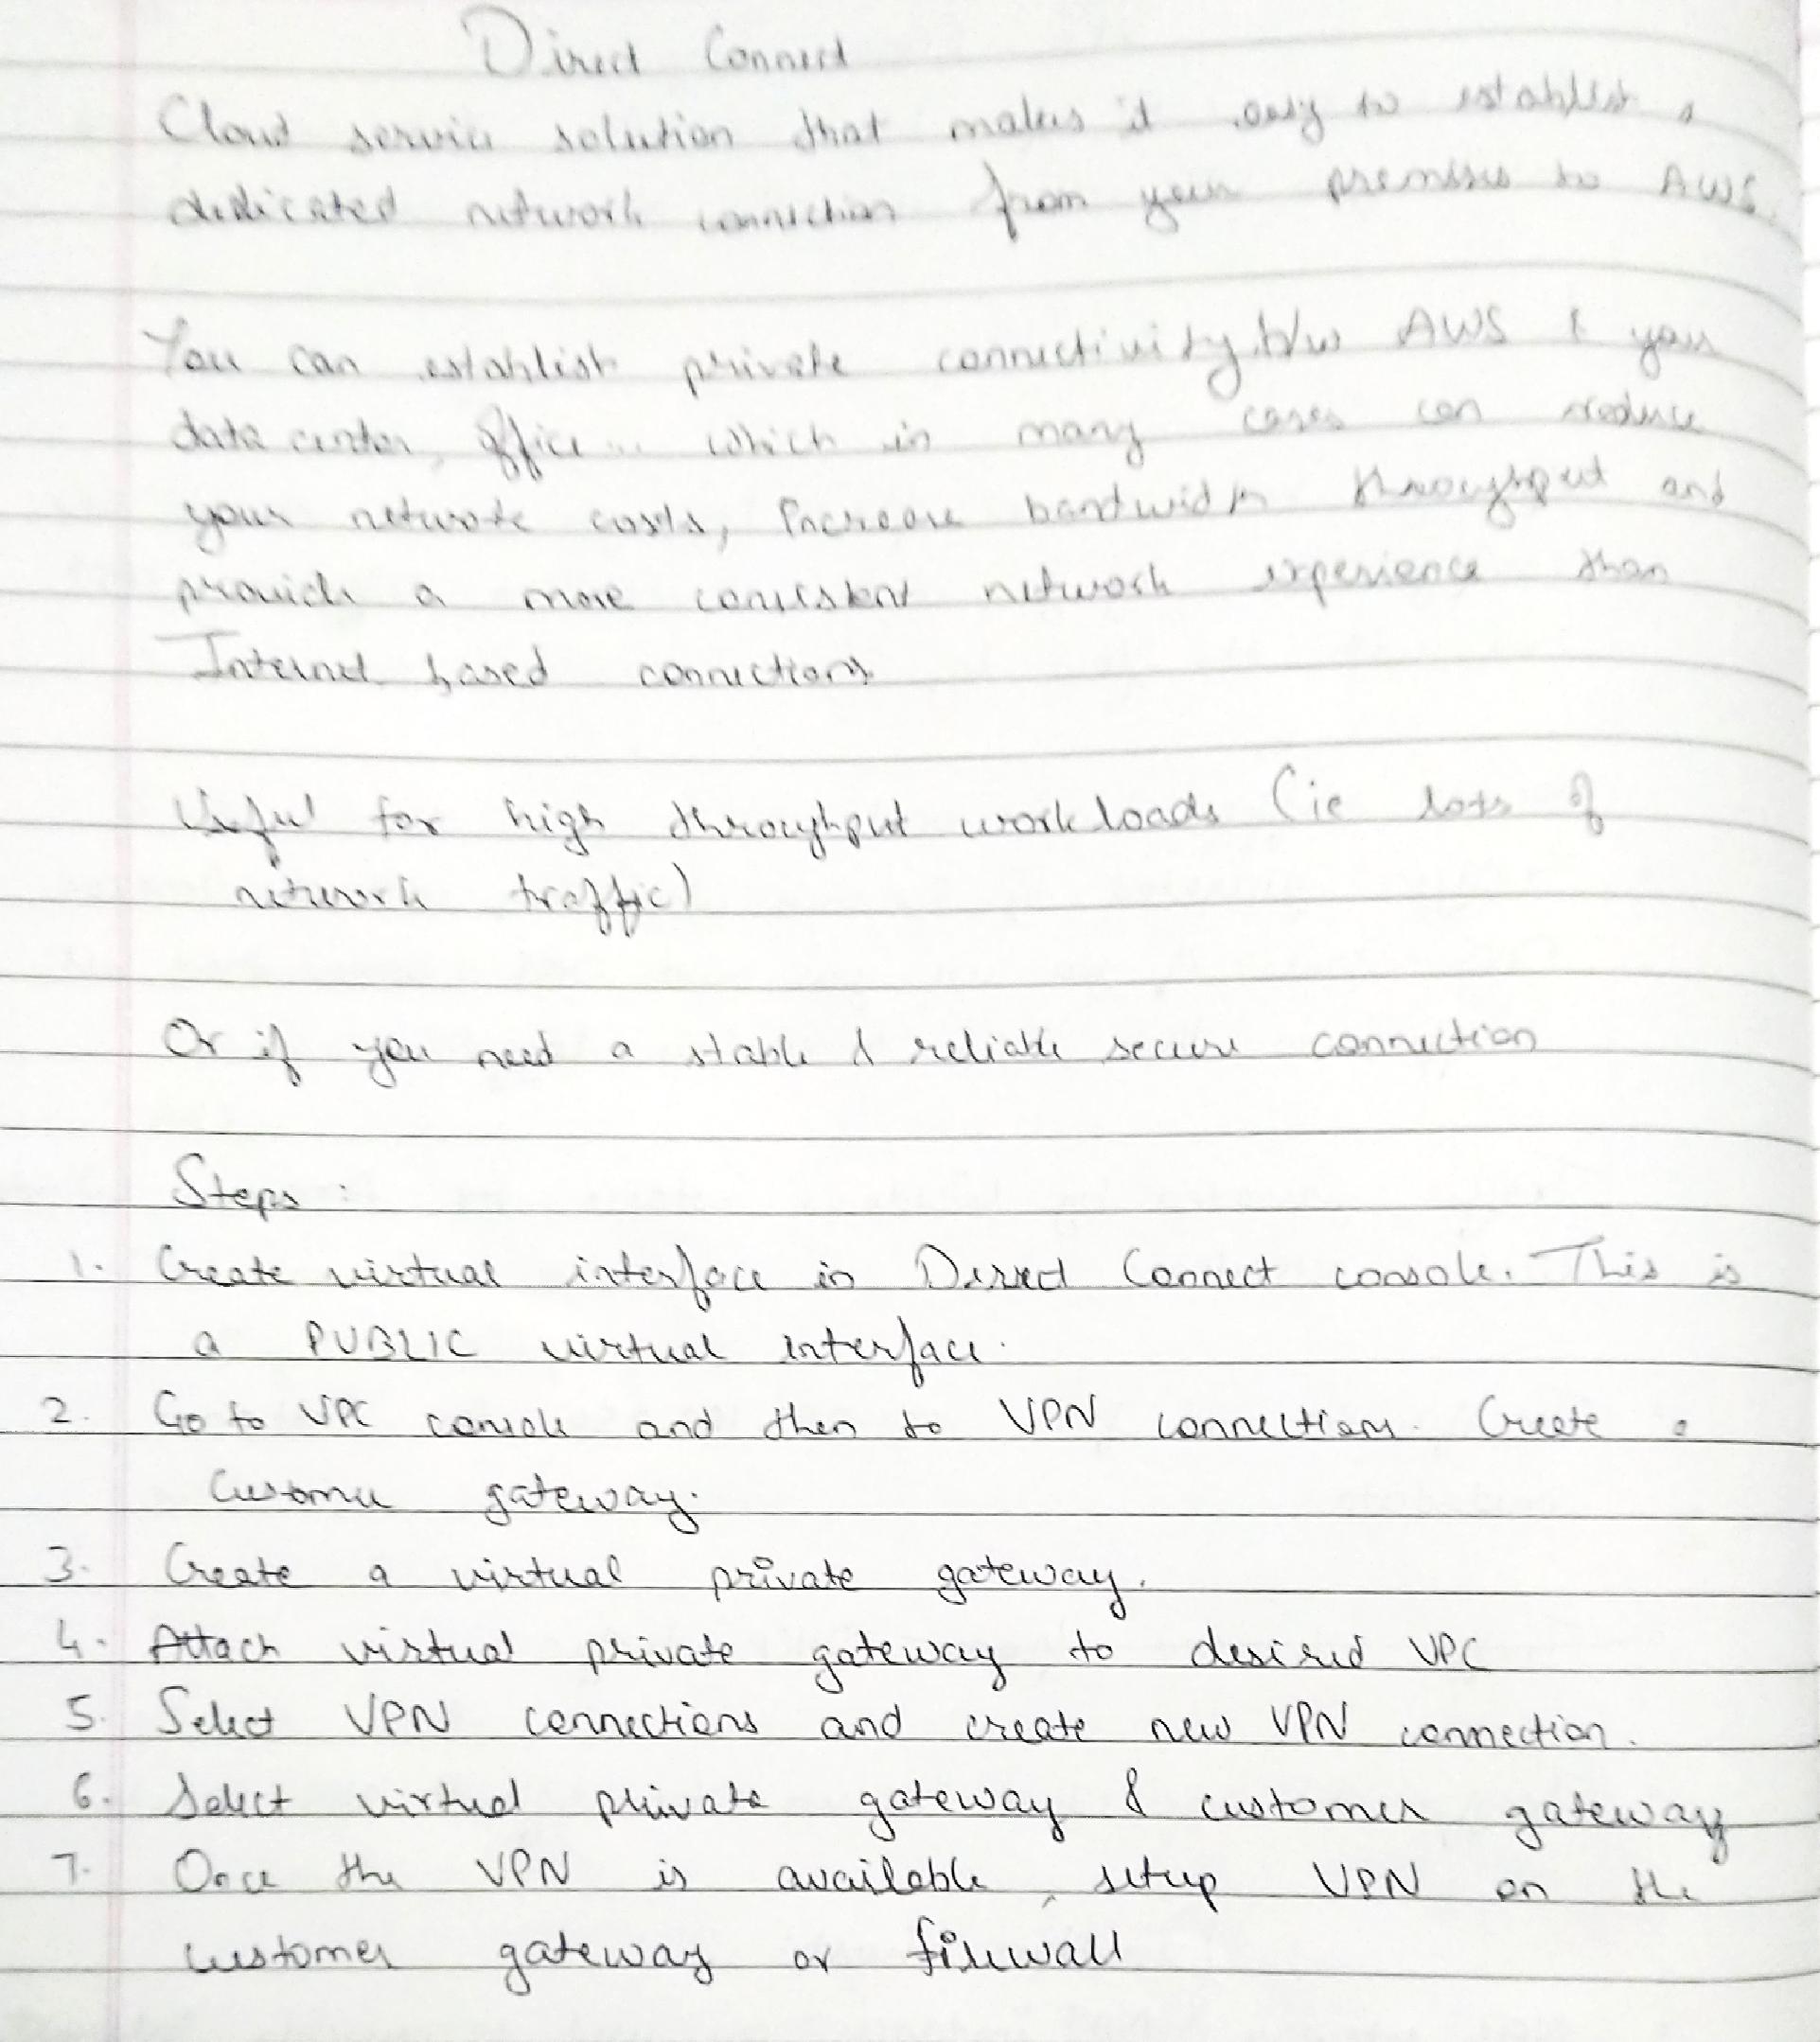 Direct Connect
Cloud service solution that makes it easy to establish a
dedicated network connection from your premises to AWS.
You can establish private connectivity b/w AWS & your
data center, office... which in many cases can reduce
your network costs, Increase bandwidth throughput and
provide a more consistent network experience than
Internet based connections
Useful for high throughput workloads (ie lots of
network traffic)
Or if you need a stable & reliable secure connection
Steps :
1. Create virtual interface in Direct Connect console. This is
a PUBLIC virtual interface.
2. Go to VPC console and then to VPN connections. Create a
Customer gateway.
3. Create a virtual private gateway.
4. Attach virtual private gateway to desired VPC
5. Select VPN connections and create new VPN connection.
6. Select virtual private gateway & customer gateway
7. Once the VPN is available, setup VPN on the
customer gateway or firewall